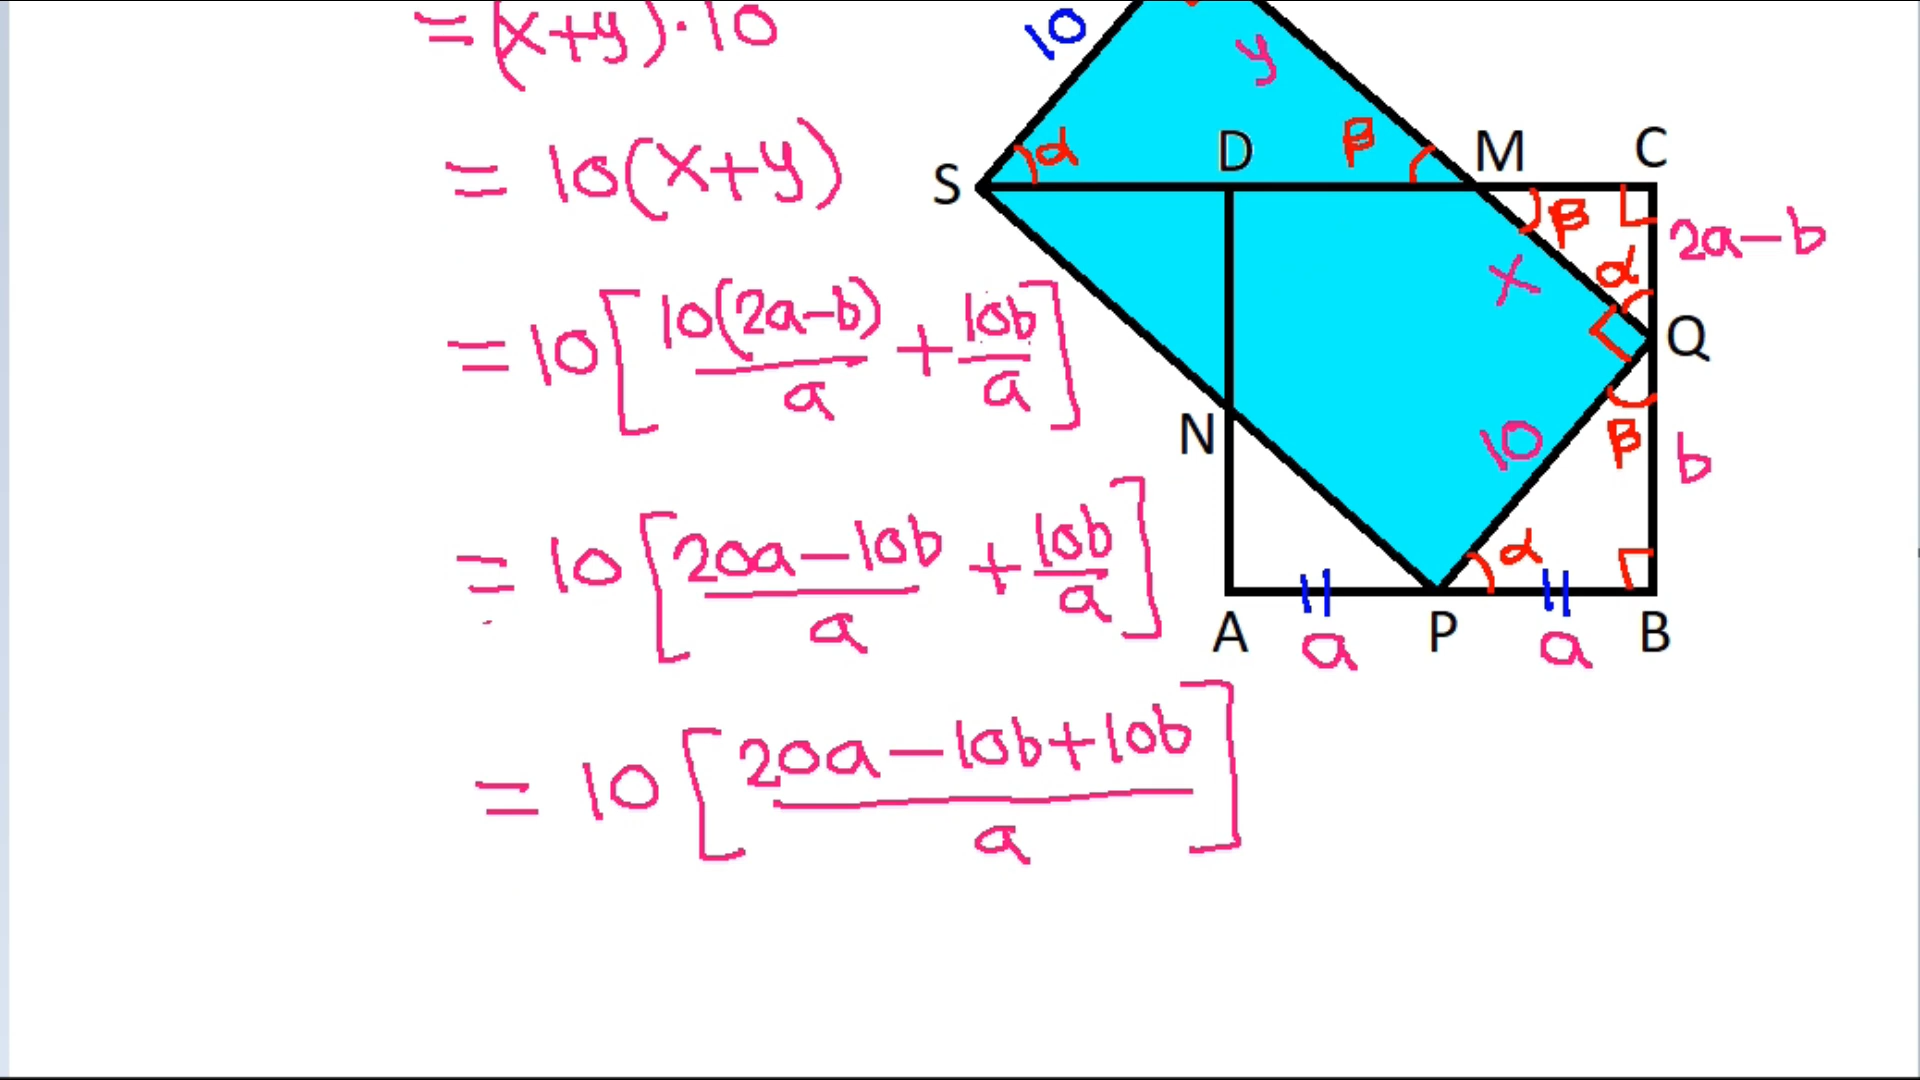 = (x+y)·10
= 10(x+y)
= 10[10(2a-b)/a + 10b/a]
= 10[20a-10b/a + 10b/a]
= 10[20a-10b+10b/a]
10
y
S
α
D
β
M
C
β
2a-b
α
x
Q
N
10
β
b
α
A
P
B
a
a